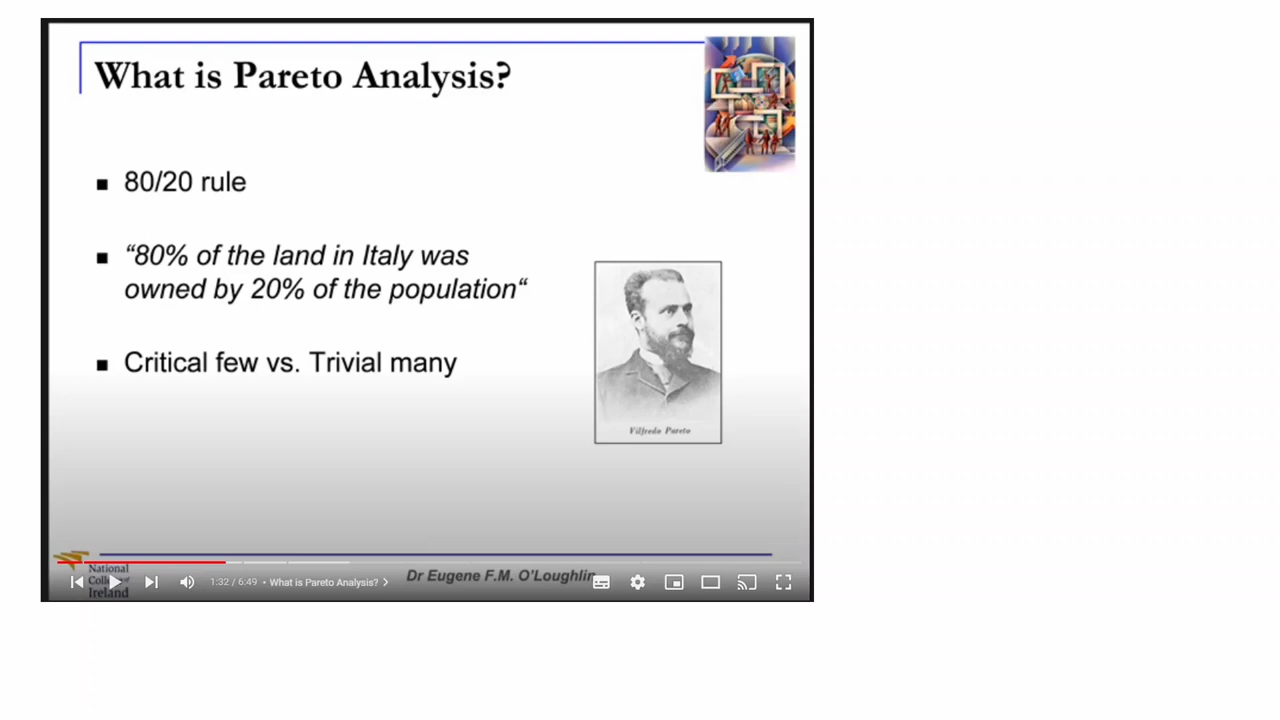 What is Pareto Analysis?
■ 80/20 rule
■ “80% of the land in Italy was
owned by 20% of the population“
■ Critical few vs. Trivial many
Vilfredo Pareto
National
College of
Ireland
1:32 / 6:49 • What is Pareto Analysis? >
Dr Eugene F.M. O'Loughlin